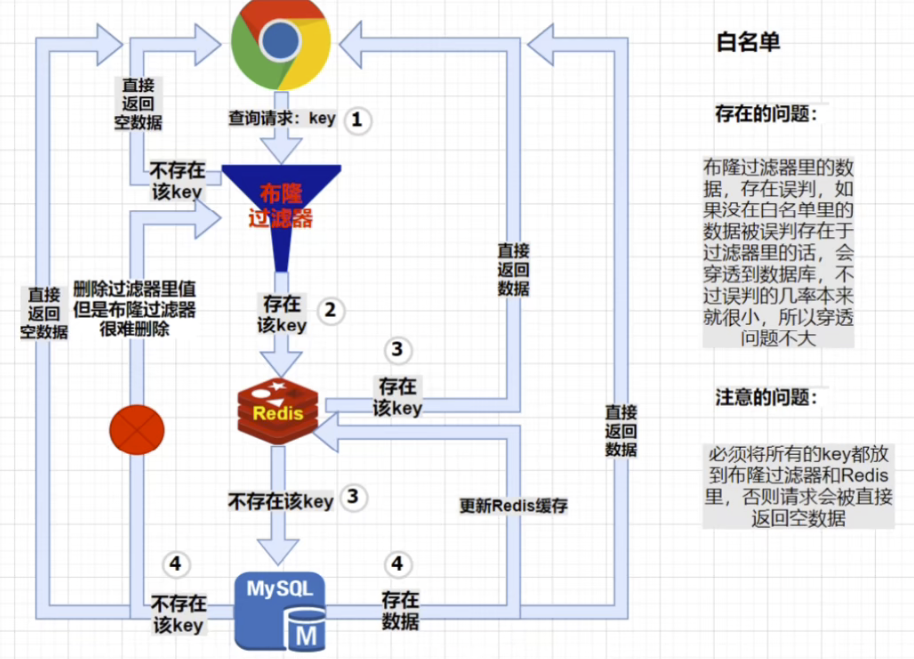 白名单
存在的问题：
布隆过滤器里的数
据，存在误判，如
果没在白名单里的
数据被误判存在于
过滤器里的话，会
穿透到数据库，不
过误判的几率本来
就很小，所以穿透
问题不大
注意的问题：
必须将所有的key都放
到布隆过滤器和Redis
里，否则请求会被直接
返回空数据
直接
返回
空数据
查询请求：key
1
不存在
该key
布隆
过滤器
直接
返回
空数据
删除过滤器里值
但是布隆过滤器
很难删除
存在
该key
2
直接
返回
数据
3
存在
该key
Redis
直接
返回
数据
不存在该key
3
更新Redis缓存
4
不存在
该key
MySQL
M
4
存在
数据